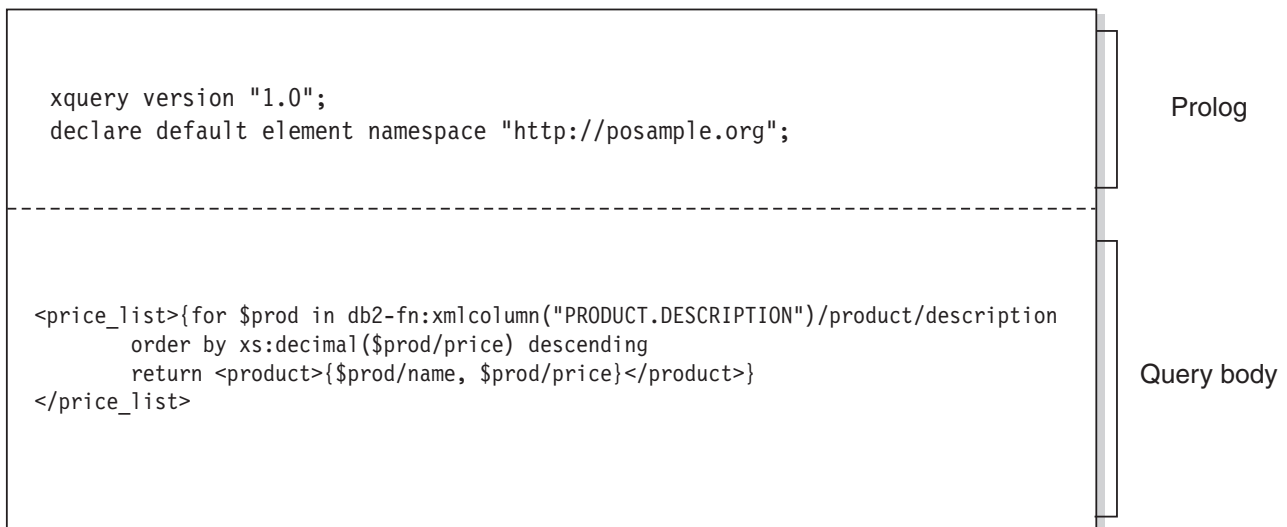 xquery version "1.0";
declare default element namespace "http://posample.org";
Prolog
<price_list>{for $prod in db2-fn:xmlcolumn("PRODUCT.DESCRIPTION")/product/description
order by xs:decimal($prod/price) descending
return <product>{$prod/name, $prod/price}</product>}
</price_list>
Query body